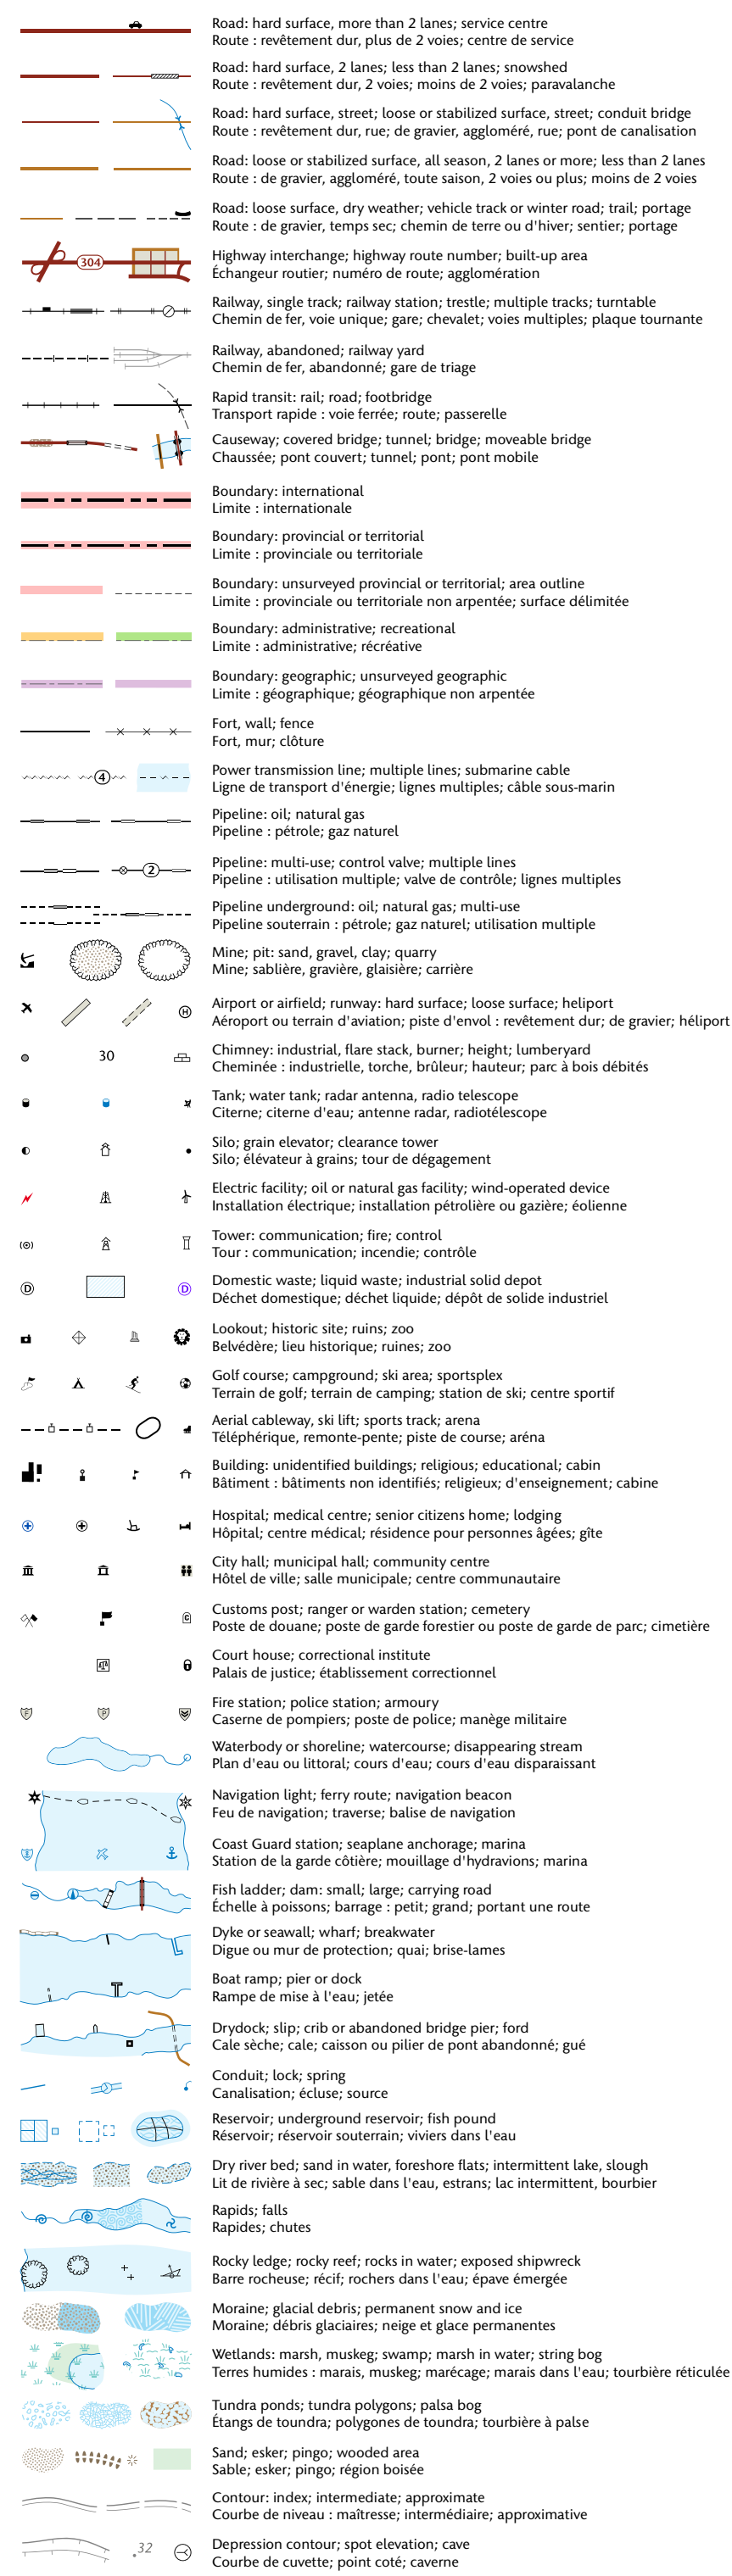 Road: hard surface, more than 2 lanes; service centre
Route : revêtement dur, plus de 2 voies; centre de service
Road: hard surface, 2 lanes; less than 2 lanes; snowshed
Route : revêtement dur, 2 voies; moins de 2 voies; paravalanche
Road: hard surface, street; loose or stabilized surface, street; conduit bridge
Route : revêtement dur, rue; de gravier, aggloméré, rue; pont de canalisation
Road: loose or stabilized surface, all season, 2 lanes or more; less than 2 lanes
Route : de gravier, aggloméré, toute saison, 2 voies ou plus; moins de 2 voies
Road: loose surface, dry weather; vehicle track or winter road; trail; portage
Route : de gravier, temps sec; chemin de terre ou d'hiver; sentier; portage
304
Highway interchange; highway route number; built-up area
Échangeur routier; numéro de route; agglomération
Railway, single track; railway station; trestle; multiple tracks; turntable
Chemin de fer, voie unique; gare; chevalet; voies multiples; plaque tournante
Railway, abandoned; railway yard
Chemin de fer, abandonné; gare de triage
Rapid transit: rail; road; footbridge
Transport rapide : voie ferrée; route; passerelle
Causeway; covered bridge; tunnel; bridge; moveable bridge
Chaussée; pont couvert; tunnel; pont; pont mobile
Boundary: international
Limite : internationale
Boundary: provincial or territorial
Limite : provinciale ou territoriale
Boundary: unsurveyed provincial or territorial; area outline
Limite : provinciale ou territoriale non arpentée; surface délimitée
Boundary: administrative; recreational
Limite : administrative; récréative
Boundary: geographic; unsurveyed geographic
Limite : géographique; géographique non arpentée
Fort, wall; fence
Fort, mur; clôture
4
Power transmission line; multiple lines; submarine cable
Ligne de transport d'énergie; lignes multiples; câble sous-marin
Pipeline: oil; natural gas
Pipeline : pétrole; gaz naturel
2
Pipeline: multi-use; control valve; multiple lines
Pipeline : utilisation multiple; valve de contrôle; lignes multiples
Pipeline underground: oil; natural gas; multi-use
Pipeline souterrain : pétrole; gaz naturel; utilisation multiple
Mine; pit: sand, gravel, clay; quarry
Mine; sablière, gravière, glaisière; carrière
H
Airport or airfield; runway: hard surface; loose surface; heliport
Aéroport ou terrain d'aviation; piste d'envol : revêtement dur; de gravier; héliport
30
Chimney: industrial, flare stack, burner; height; lumberyard
Cheminée : industrielle, torche, brûleur; hauteur; parc à bois débités
Tank; water tank; radar antenna, radio telescope
Citerne; citerne d'eau; antenne radar, radiotélescope
Silo; grain elevator; clearance tower
Silo; élévateur à grains; tour de dégagement
Electric facility; oil or natural gas facility; wind-operated device
Installation électrique; installation pétrolière ou gazière; éolienne
Tower: communication; fire; control
Tour : communication; incendie; contrôle
D D
Domestic waste; liquid waste; industrial solid depot
Déchet domestique; déchet liquide; dépôt de solide industriel
Lookout; historic site; ruins; zoo
Belvédère; lieu historique; ruines; zoo
Golf course; campground; ski area; sportsplex
Terrain de golf; terrain de camping; station de ski; centre sportif
Aerial cableway, ski lift; sports track; arena
Téléphérique, remonte-pente; piste de course; aréna
Building: unidentified buildings; religious; educational; cabin
Bâtiment : bâtiments non identifiés; religieux; d'enseignement; cabine
Hospital; medical centre; senior citizens home; lodging
Hôpital; centre médical; résidence pour personnes âgées; gîte
City hall; municipal hall; community centre
Hôtel de ville; salle municipale; centre communautaire
C
Customs post; ranger or warden station; cemetery
Poste de douane; poste de garde forestier ou poste de garde de parc; cimetière
Court house; correctional institute
Palais de justice; établissement correctionnel
F P
Fire station; police station; armoury
Caserne de pompiers; poste de police; manège militaire
Waterbody or shoreline; watercourse; disappearing stream
Plan d'eau ou littoral; cours d'eau; cours d'eau disparaissant
Navigation light; ferry route; navigation beacon
Feu de navigation; traverse; balise de navigation
Coast Guard station; seaplane anchorage; marina
Station de la garde côtière; mouillage d'hydravions; marina
Fish ladder; dam: small; large; carrying road
Échelle à poissons; barrage : petit; grand; portant une route
Dyke or seawall; wharf; breakwater
Digue ou mur de protection; quai; brise-lames
Boat ramp; pier or dock
Rampe de mise à l'eau; jetée
Drydock; slip; crib or abandoned bridge pier; ford
Cale sèche; cale; caisson ou pilier de pont abandonné; gué
Conduit; lock; spring
Canalisation; écluse; source
Reservoir; underground reservoir; fish pound
Réservoir; réservoir souterrain; viviers dans l'eau
Dry river bed; sand in water, foreshore flats; intermittent lake, slough
Lit de rivière à sec; sable dans l'eau, estrans; lac intermittent, bourbier
Rapids; falls
Rapides; chutes
Rocky ledge; rocky reef; rocks in water; exposed shipwreck
Barre rocheuse; récif; rochers dans l'eau; épave émergée
Moraine; glacial debris; permanent snow and ice
Moraine; débris glaciaires; neige et glace permanentes
Wetlands: marsh, muskeg; swamp; marsh in water; string bog
Terres humides : marais, muskeg; marécage; marais dans l'eau; tourbière réticulée
Tundra ponds; tundra polygons; palsa bog
Étangs de toundra; polygones de toundra; tourbière à palse
Sand; esker; pingo; wooded area
Sable; esker; pingo; région boisée
Contour: index; intermediate; approximate
Courbe de niveau : maîtresse; intermédiaire; approximative
.32
Depression contour; spot elevation; cave
Courbe de cuvette; point coté; caverne